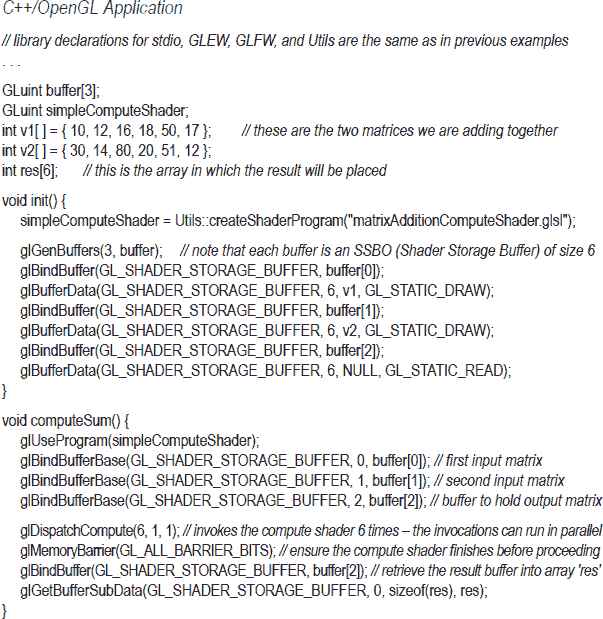 C++/OpenGL Application
// library declarations for stdio, GLEW, GLFW, and Utils are the same as in previous examples
. . .
GLuint buffer[3];
GLuint simpleComputeShader;
int v1[ ] = { 10, 12, 16, 18, 50, 17 }; // these are the two matrices we are adding together
int v2[ ] = { 30, 14, 80, 20, 51, 12 };
int res[6]; // this is the array in which the result will be placed
void init() {
simpleComputeShader = Utils::createShaderProgram("matrixAdditionComputeShader.glsl");
glGenBuffers(3, buffer); // note that each buffer is an SSBO (Shader Storage Buffer) of size 6
glBindBuffer(GL_SHADER_STORAGE_BUFFER, buffer[0]);
glBufferData(GL_SHADER_STORAGE_BUFFER, 6, v1, GL_STATIC_DRAW);
glBindBuffer(GL_SHADER_STORAGE_BUFFER, buffer[1]);
glBufferData(GL_SHADER_STORAGE_BUFFER, 6, v2, GL_STATIC_DRAW);
glBindBuffer(GL_SHADER_STORAGE_BUFFER, buffer[2]);
glBufferData(GL_SHADER_STORAGE_BUFFER, 6, NULL, GL_STATIC_READ);
}
void computeSum() {
glUseProgram(simpleComputeShader);
glBindBufferBase(GL_SHADER_STORAGE_BUFFER, 0, buffer[0]); // first input matrix
glBindBufferBase(GL_SHADER_STORAGE_BUFFER, 1, buffer[1]); // second input matrix
glBindBufferBase(GL_SHADER_STORAGE_BUFFER, 2, buffer[2]); // buffer to hold output matrix
glDispatchCompute(6, 1, 1); // invokes the compute shader 6 times – the invocations can run in parallel
glMemoryBarrier(GL_ALL_BARRIER_BITS); // ensure the compute shader finishes before proceeding
glBindBuffer(GL_SHADER_STORAGE_BUFFER, buffer[2]); // retrieve the result buffer into array 'res'
glGetBufferSubData(GL_SHADER_STORAGE_BUFFER, 0, sizeof(res), res);
}